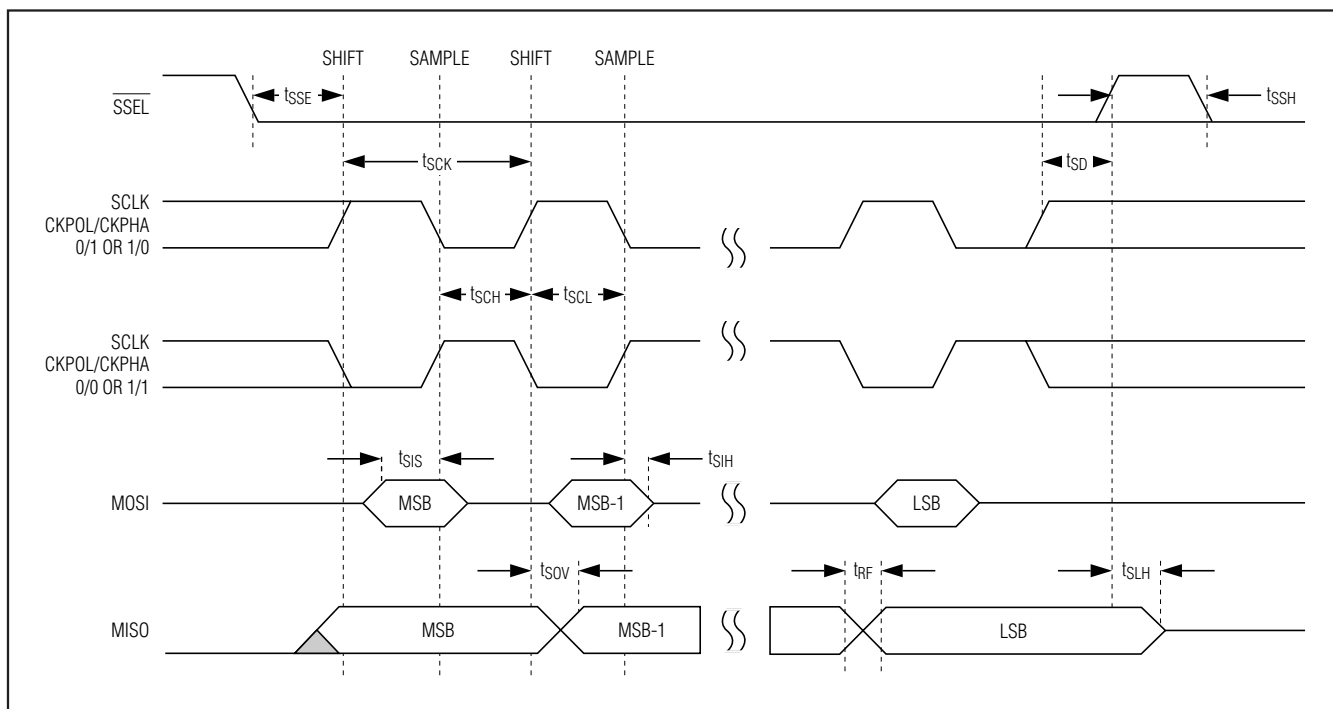 SHIFT SAMPLE SHIFT SAMPLE
SSEL
tSSE
tSSH
tSCK
tSD
SCLK
CKPOL/CKPHA
0/1 OR 1/0
tSCH tSCL
SCLK
CKPOL/CKPHA
0/0 OR 1/1
tSIS tSIH
MOSI MSB MSB-1 LSB
tSOV tRF tSLH
MISO MSB MSB-1 LSB